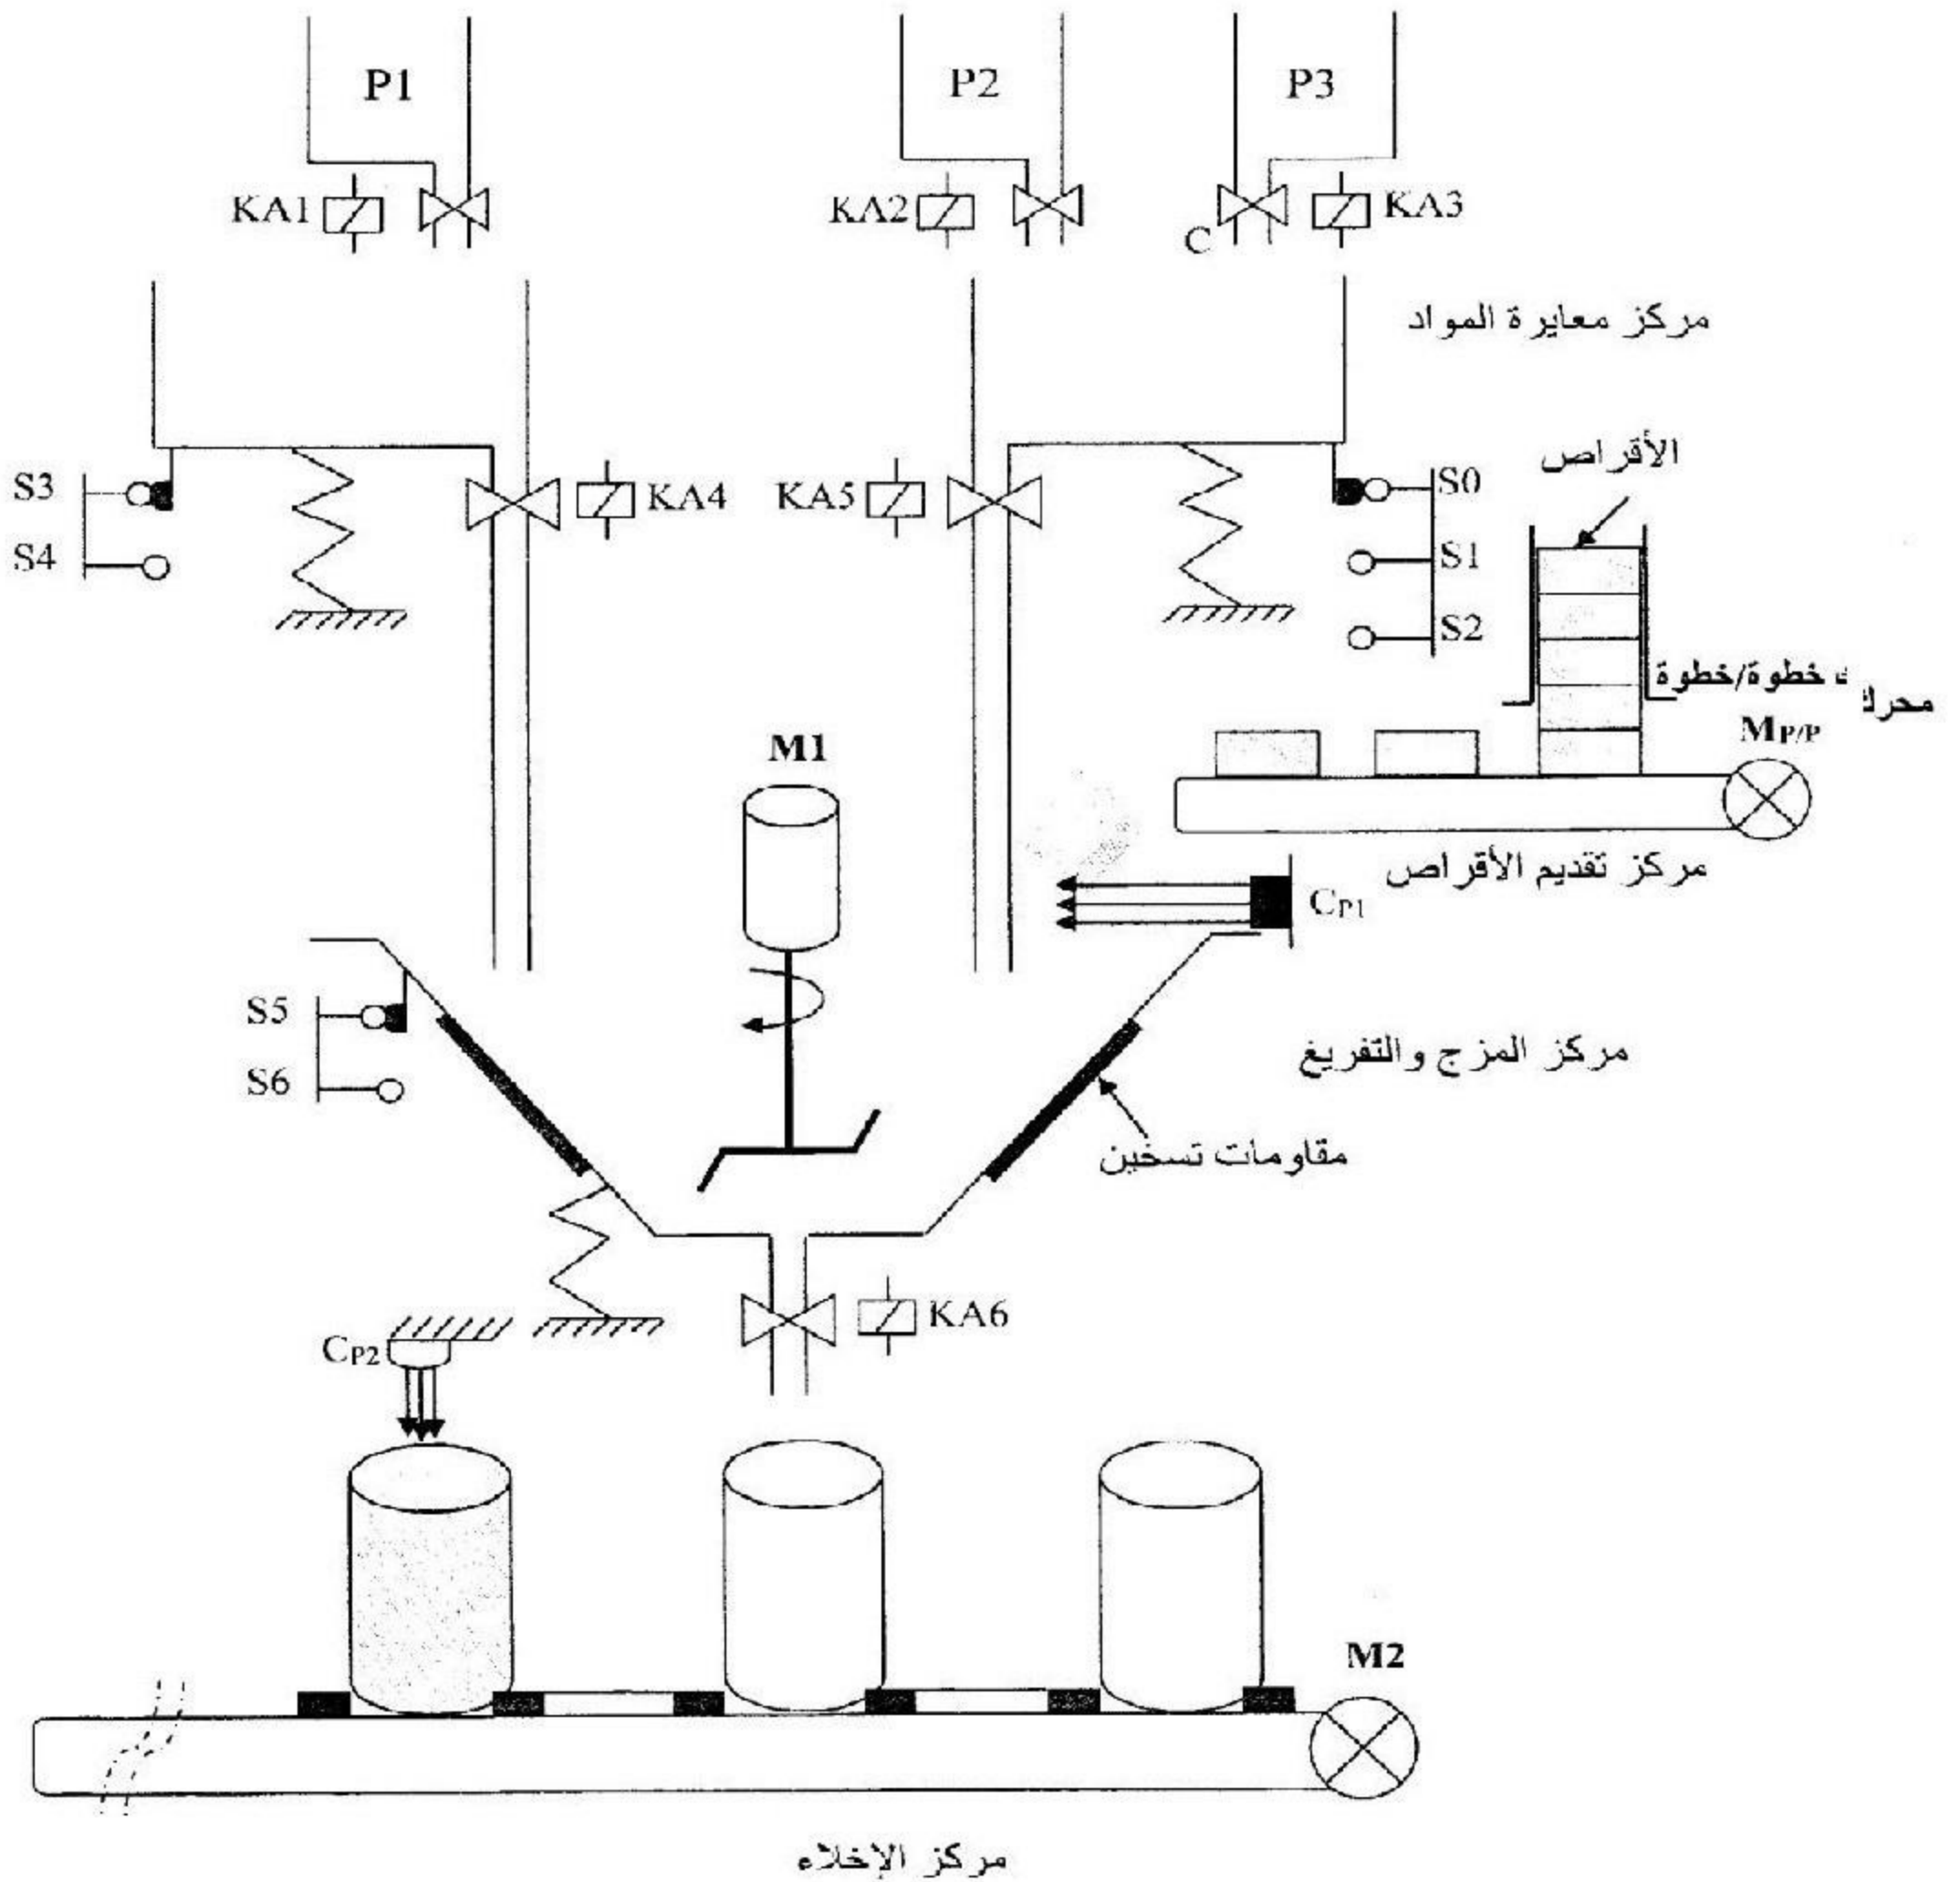 P1
P2
P3
KA1
KA2
C
KA3
مركز معايرة المواد
الأقراص
S3
S4
KA4
KA5
S0
S1
S2
محرك خطوة/خطوة
MP/P
M1
مركز تقديم الأقراص
CP1
S5
S6
مركز المزج والتفريغ
مقاومات تسخين
KA6
CP2
M2
مركز الإخلاء